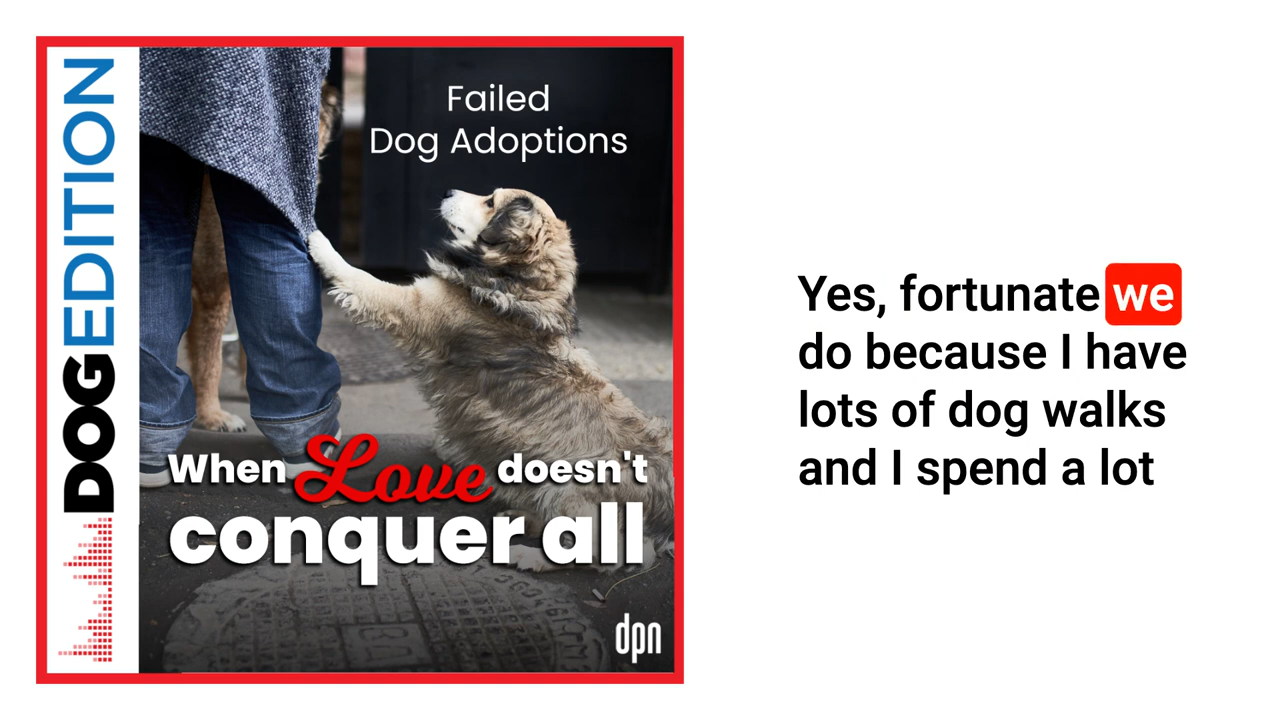 DOGEDITION
Failed
Dog Adoptions
When Love doesn't
conquer all
dpn
Yes, fortunate we
do because I have
lots of dog walks
and I spend a lot